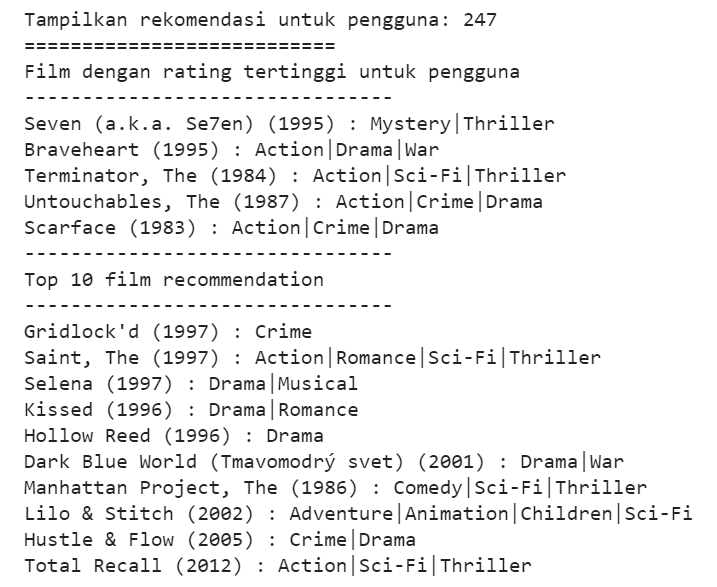 Tampilkan rekomendasi untuk pengguna: 247
===========================
Film dengan rating tertinggi untuk pengguna
--------------------------------
Seven (a.k.a. Se7en) (1995) : Mystery|Thriller
Braveheart (1995) : Action|Drama|War
Terminator, The (1984) : Action|Sci-Fi|Thriller
Untouchables, The (1987) : Action|Crime|Drama
Scarface (1983) : Action|Crime|Drama
--------------------------------
Top 10 film recommendation
--------------------------------
Gridlock'd (1997) : Crime
Saint, The (1997) : Action|Romance|Sci-Fi|Thriller
Selena (1997) : Drama|Musical
Kissed (1996) : Drama|Romance
Hollow Reed (1996) : Drama
Dark Blue World (Tmavomodrý svet) (2001) : Drama|War
Manhattan Project, The (1986) : Comedy|Sci-Fi|Thriller
Lilo & Stitch (2002) : Adventure|Animation|Children|Sci-Fi
Hustle & Flow (2005) : Crime|Drama
Total Recall (2012) : Action|Sci-Fi|Thriller